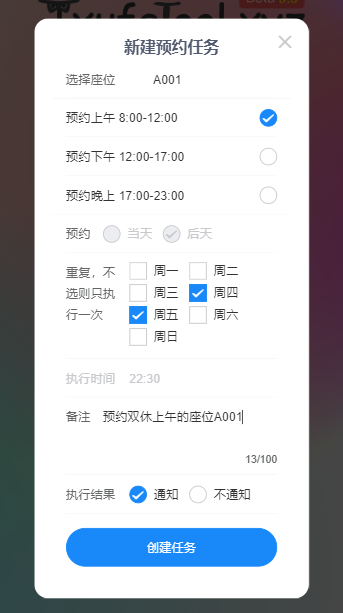 Beta 3.3
新建预约任务
选择座位 A001
预约上午 8:00-12:00
预约下午 12:00-17:00
预约晚上 17:00-23:00
预约 当天 后天
重复，不 周一 周二
选则只执 周三 周四
行一次 周五 周六
周日
执行时间 22:30
备注 预约双休上午的座位A001
13/100
执行结果 通知 不通知
创建任务